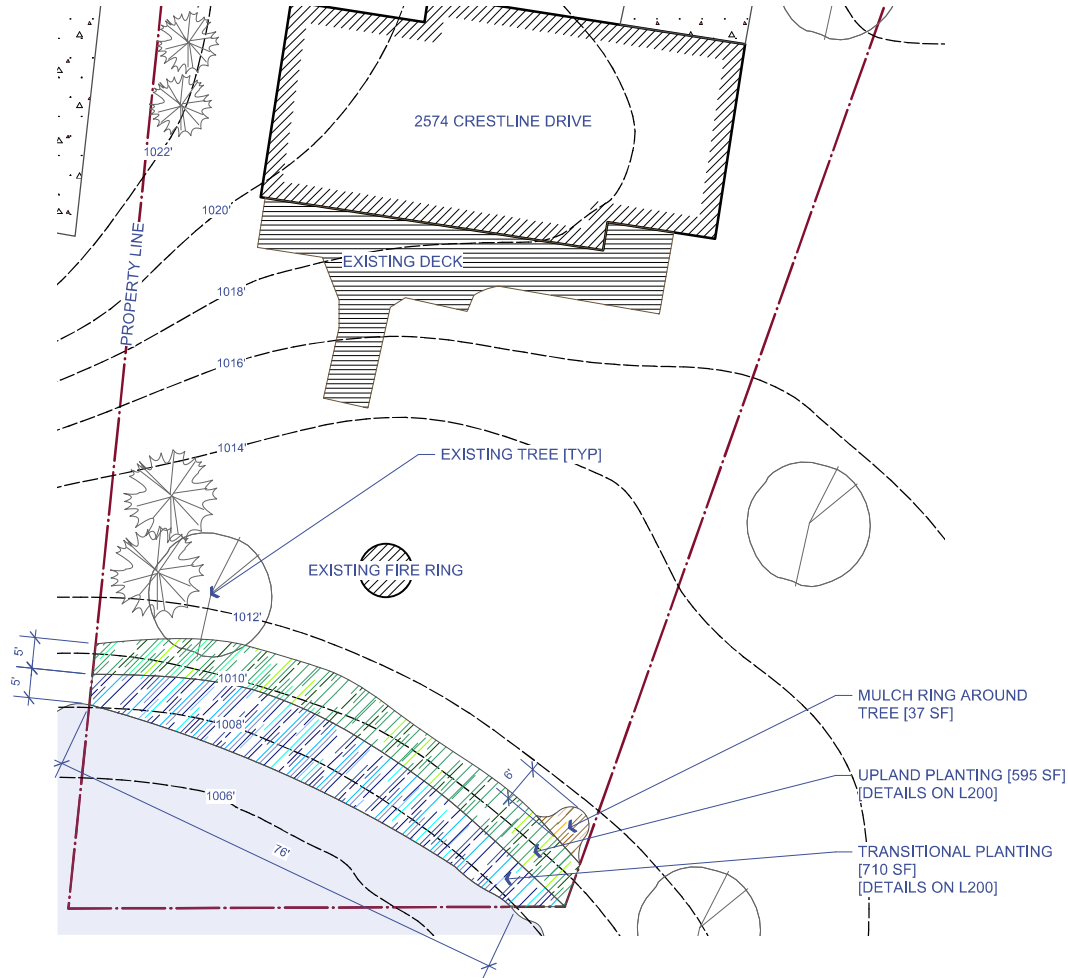 2574 CRESTLINE DRIVE
1022'
1020'
PROPERTY LINE
EXISTING DECK
1018'
1016'
1014'
EXISTING TREE [TYP]
EXISTING FIRE RING
1012'
5'
5'
1010'
1008'
1006'
76'
6'
MULCH RING AROUND
TREE [37 SF]
UPLAND PLANTING [595 SF]
[DETAILS ON L200]
TRANSITIONAL PLANTING
[710 SF]
[DETAILS ON L200]